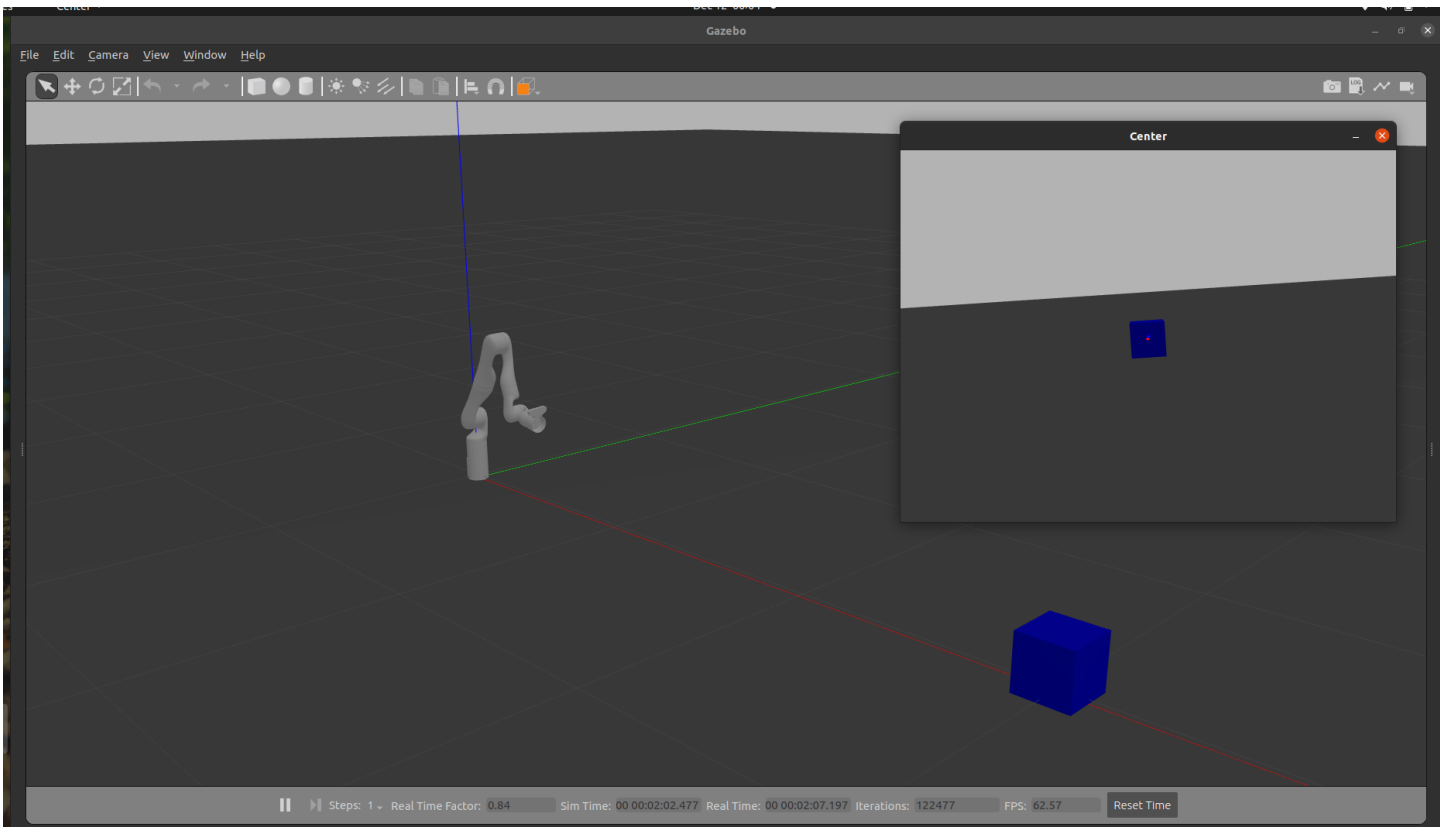 Gazebo
File Edit Camera View Window Help
LOG
Center
Steps: 1 Real Time Factor: 0.84 Sim Time: 00 00:02:02.477 Real Time: 00 00:02:07.197 Iterations: 122477 FPS: 62.57 Reset Time